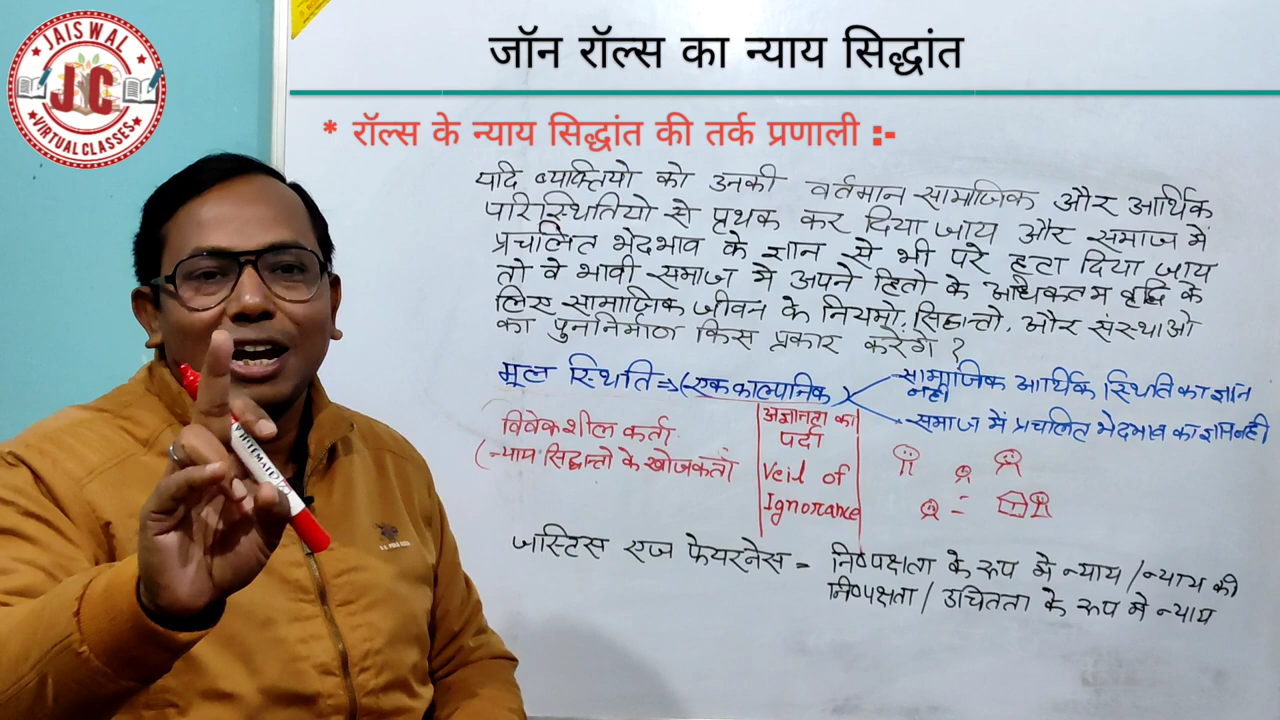 JAISWAL
JC
VIRTUAL CLASSES
जॉन रॉल्स का न्याय सिद्धांत
* रॉल्स के न्याय सिद्धांत की तर्क प्रणाली :-
यदि व्यक्तियो को उनकी वर्तमान सामाजिक और आर्थिक
परिस्थितियो से पृथक कर दिया जाय और समाज में
प्रचलित भेदभाव के ज्ञान से भी परे हटा दिया जाय
तो वे भावी समाज मे अपने हितो के अधिकतम वृद्धि के
लिए सामाजिक जीवन के नियमो, सिद्धान्तो, और संस्थाओ
का पुनर्निर्माण किस प्रकार करेंगे ?
मूल स्थिति ⇒ (एक काल्पनिक)
सामाजिक आर्थिक स्थिति का ज्ञान
नही
- समाज में प्रचलित भेदभाव का ज्ञान नही
विवेकशील कर्ता
(न्याय सिद्धान्तो के खोजकर्ता
अज्ञानता का
पर्दा
Veil of
Ignorance
जस्टिस एज फेयरनेस = निष्पक्षता के रूप मे न्याय / न्याय की
निष्पक्षता / उचितता के रूप मे न्याय